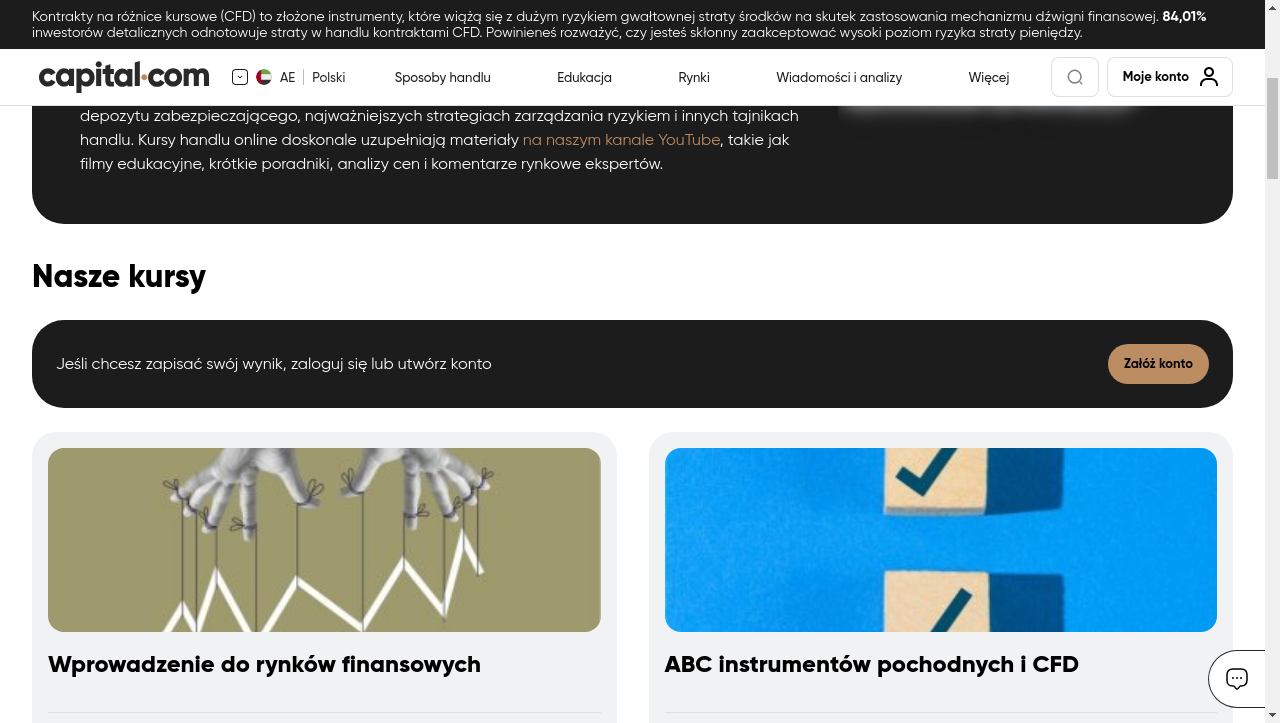 Kontrakty na różnice kursowe (CFD) to złożone instrumenty, które wiążą się z dużym ryzykiem gwałtownej straty środków na skutek zastosowania mechanizmu dźwigni finansowej. 84,01%
inwestorów detalicznych odnotowuje straty w handlu kontraktami CFD. Powinieneś rozważyć, czy jesteś skłonny zaakceptować wysoki poziom ryzyka straty pieniędzy.
capital.com AE Polski Sposoby handlu Edukacja Rynki Wiadomości i analizy Więcej Moje konto
depozytu zabezpieczającego, najważniejszych strategiach zarządzania ryzykiem i innych tajnikach
handlu. Kursy handlu online doskonale uzupełniają materiały na naszym kanale YouTube, takie jak
filmy edukacyjne, krótkie poradniki, analizy cen i komentarze rynkowe ekspertów.
Nasze kursy
Jeśli chcesz zapisać swój wynik, zaloguj się lub utwórz konto
Załóż konto
Wprowadzenie do rynków finansowych
ABC instrumentów pochodnych i CFD